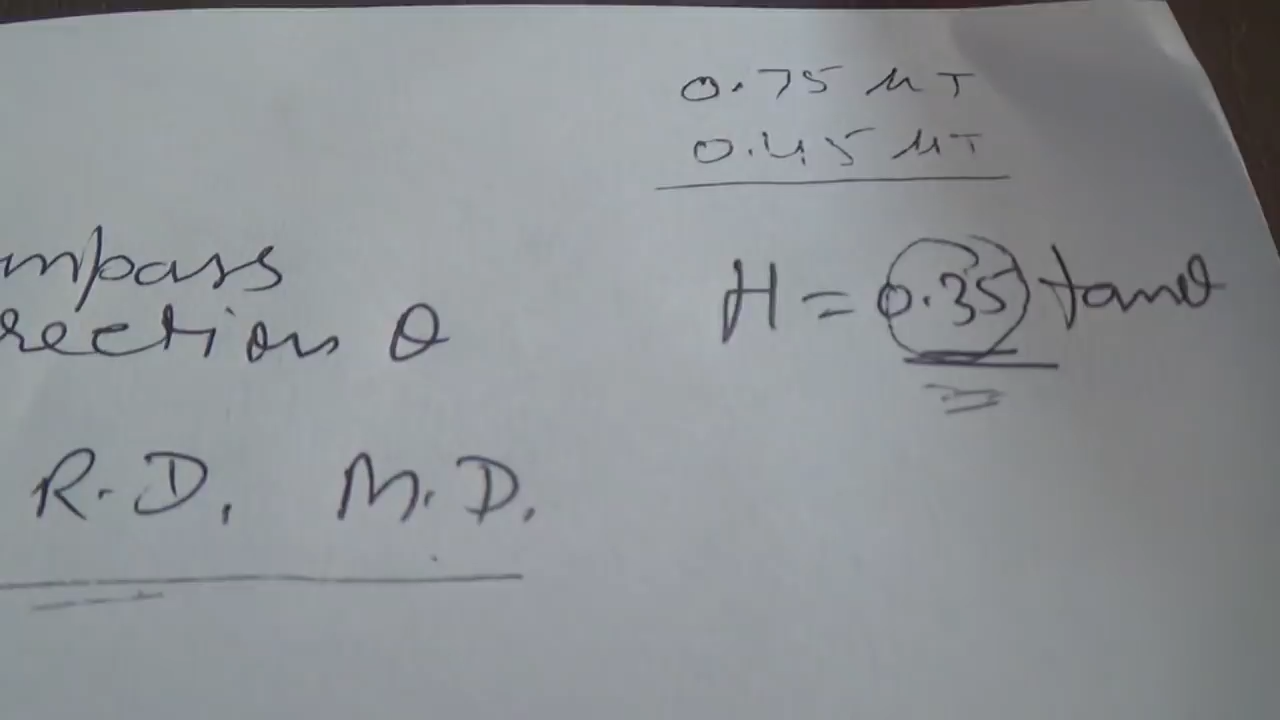 0.75 μT
0.45 μT
H = 0.35 tanθ
mpass
rection θ
R.D. M.D.